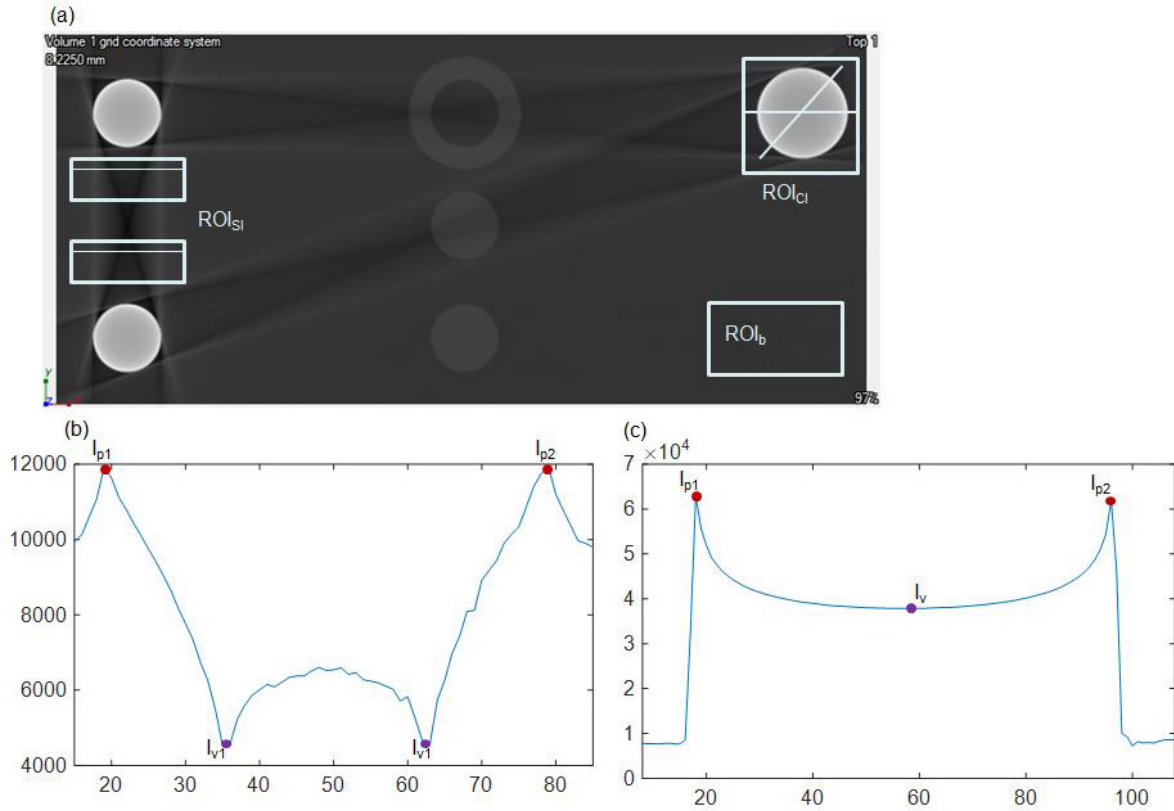 (a)
Volume 1 grid coordinate system
Top 1
8.2250 mm
ROI_SI
ROI_CI
ROI_b
Y
Z
97%
(b)
I_p1
I_p2
12000
10000
8000
6000
4000
I_v1
I_v1
20 30 40 50 60 70 80
(c)
×10^4
I_p1
I_p2
I_v
7
6
5
4
3
2
1
0
20 40 60 80 100